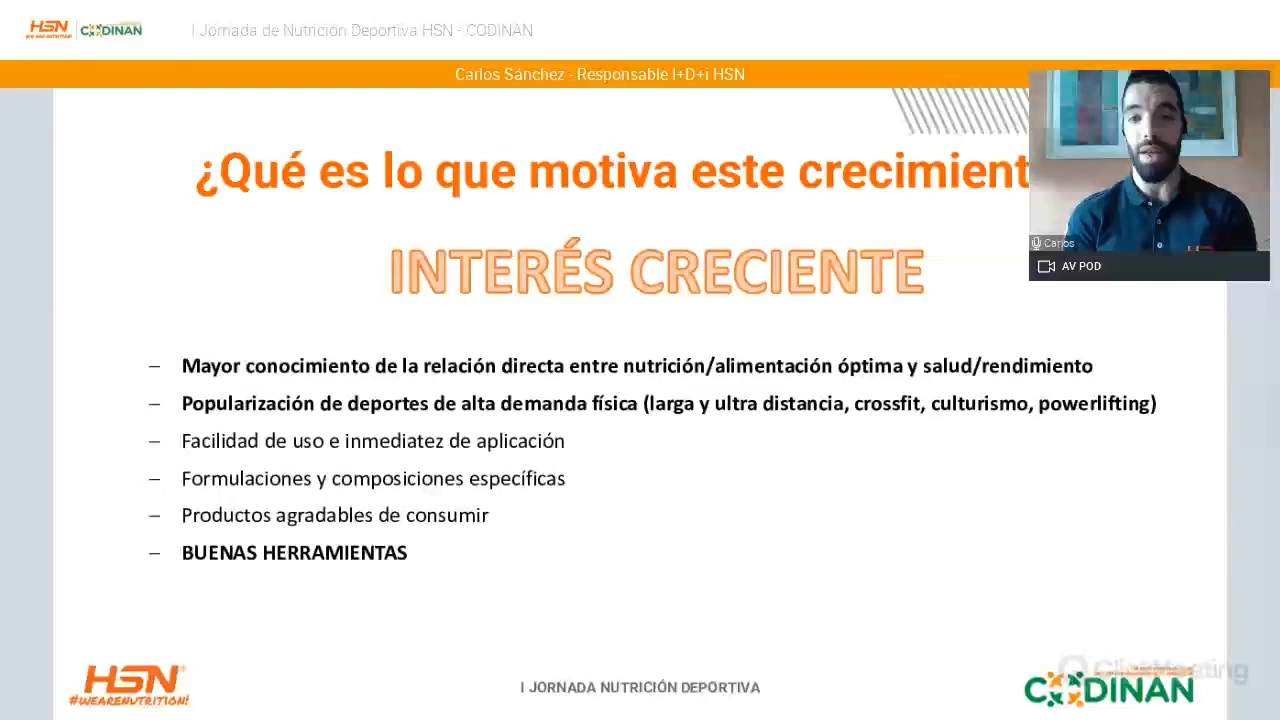 HSN
CODINAN
I Jornada de Nutrición Deportiva HSN - CODINAN
Carlos Sánchez - Responsable I+D+i HSN
¿Qué es lo que motiva este crecimient
Carlos
AV POD
INTERÉS CRECIENTE
– Mayor conocimiento de la relación directa entre nutrición/alimentación óptima y salud/rendimiento
– Popularización de deportes de alta demanda física (larga y ultra distancia, crossfit, culturismo, powerlifting)
– Facilidad de uso e inmediatez de aplicación
– Formulaciones y composiciones específicas
– Productos agradables de consumir
– BUENAS HERRAMIENTAS
HSN®
#WEARENUTRITION!
I JORNADA NUTRICIÓN DEPORTIVA
ClickMeeting
CODINAN